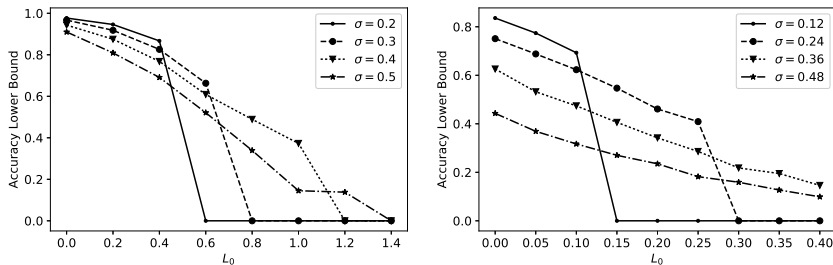 Accuracy Lower Bound
1.0
0.8
0.6
0.4
0.2
0.0
σ = 0.2
σ = 0.3
σ = 0.4
σ = 0.5
0.0 0.2 0.4 0.6 0.8 1.0 1.2 1.4
L0
Accuracy Lower Bound
0.8
0.6
0.4
0.2
0.0
σ = 0.12
σ = 0.24
σ = 0.36
σ = 0.48
0.00 0.05 0.10 0.15 0.20 0.25 0.30 0.35 0.40
L0